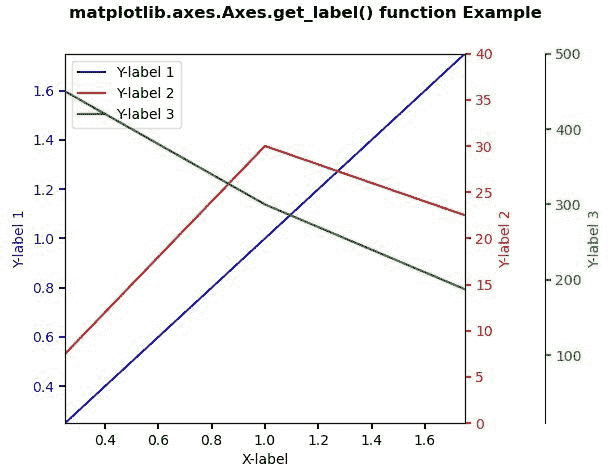 matplotlib.axes.Axes.get_label() function Example
Y-label 1
Y-label 2
Y-label 3
Y-label 1
1.6
1.4
1.2
1.0
0.8
0.6
0.4
40
35
30
25
20
15
10
5
0
Y-label 2
500
400
300
200
100
Y-label 3
0.4 0.6 0.8 1.0 1.2 1.4 1.6
X-label